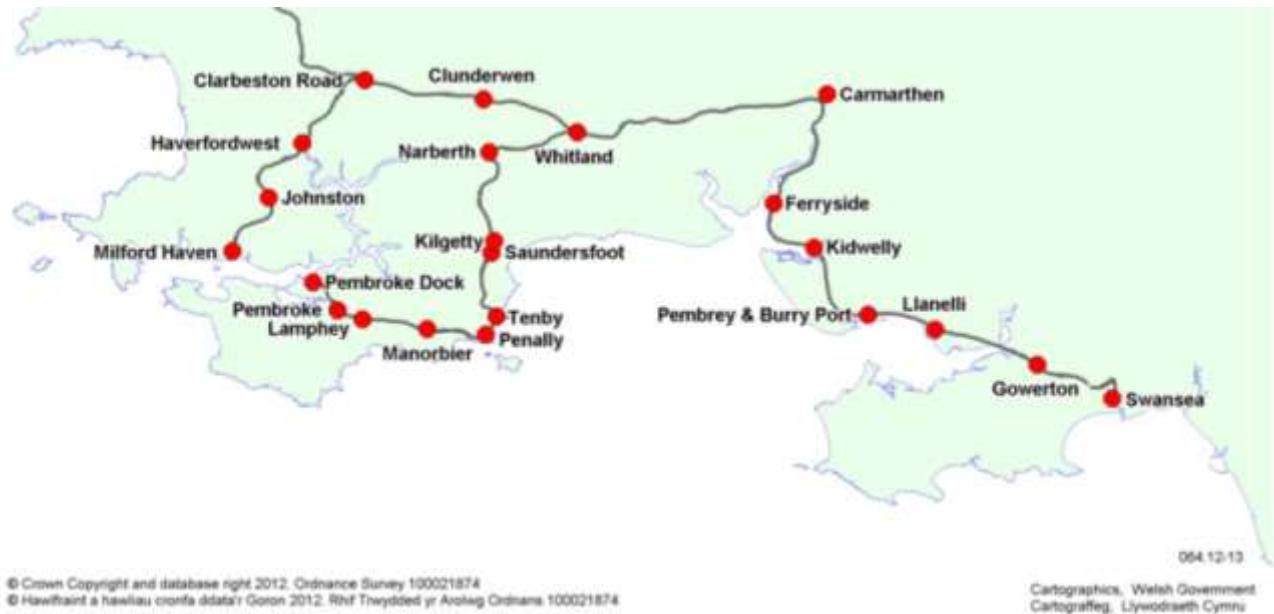 Clarbeston Road
Clunderwen
Carmarthen
Haverfordwest
Narberth
Whitland
Johnston
Ferryside
Kilgetty
Saundersfoot
Kidwelly
Milford Haven
Pembroke Dock
Pembroke
Lamphey
Tenby
Pembrey & Burry Port
Llanelli
Manorbier
Penally
Gowerton
Swansea
064.12-13
© Crown Copyright and database right 2012. Ordnance Survey 100021874
© Hawlfraint a hawliau cronfa ddata'r Goron 2012. Rhif Trwydded yr Arolwg Ordnans 100021874
Cartographics, Welsh Government
Cartograffeg, Llywodraeth Cymru